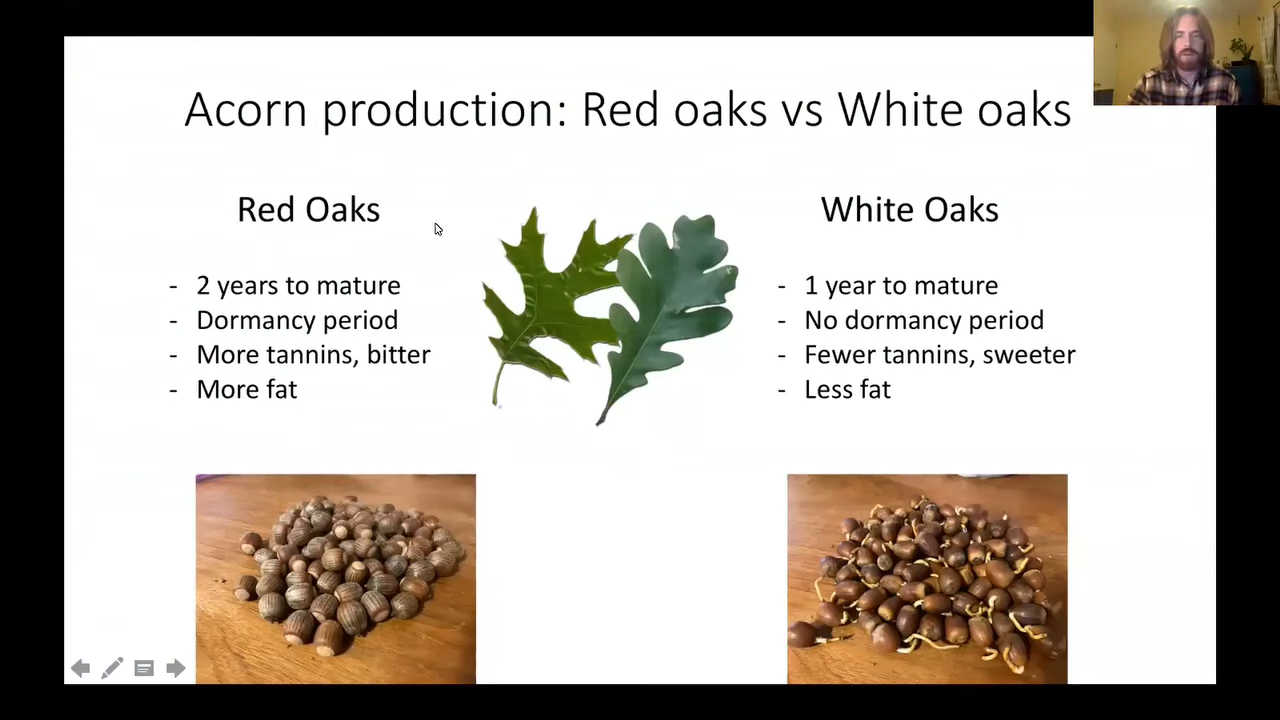 Acorn production: Red oaks vs White oaks
Red Oaks
- 2 years to mature
- Dormancy period
- More tannins, bitter
- More fat
White Oaks
- 1 year to mature
- No dormancy period
- Fewer tannins, sweeter
- Less fat